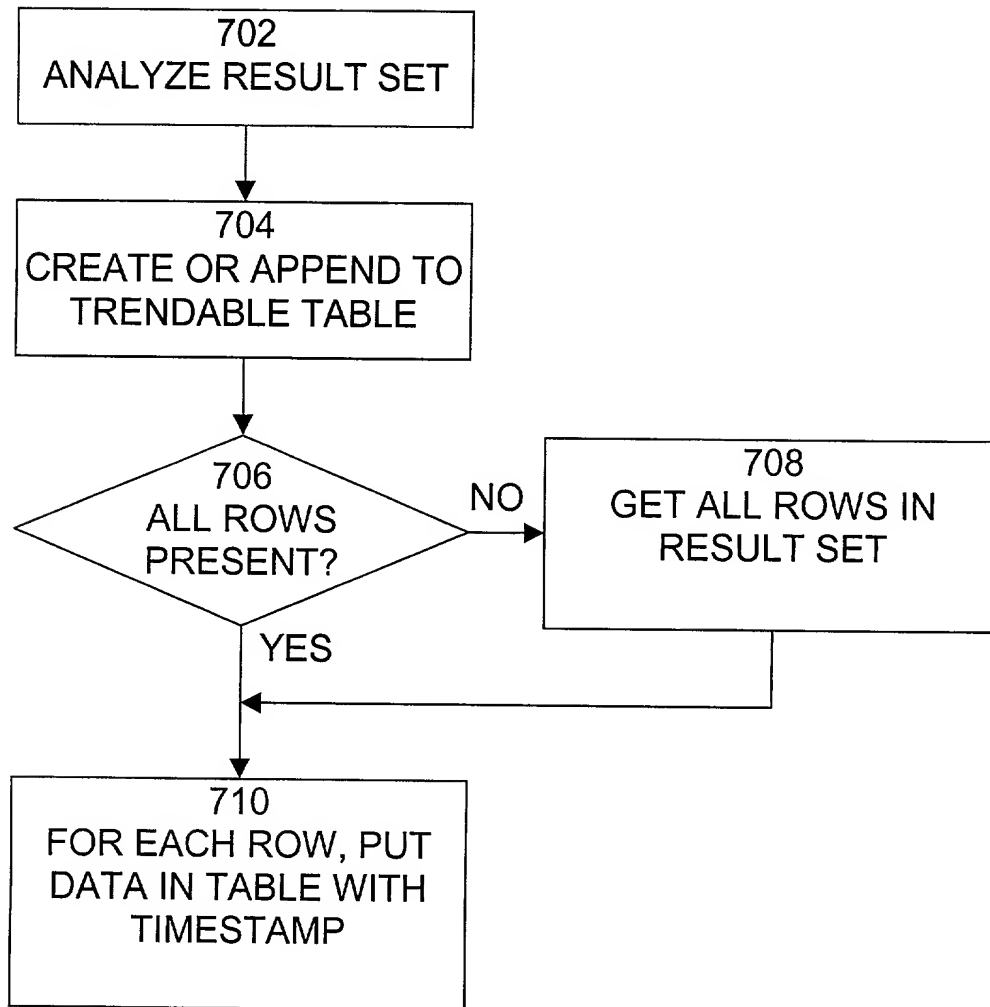 702
ANALYZE RESULT SET
704
CREATE OR APPEND TO
TRENDABLE TABLE
706
ALL ROWS
PRESENT?
NO
708
GET ALL ROWS IN
RESULT SET
YES
710
FOR EACH ROW, PUT
DATA IN TABLE WITH
TIMESTAMP